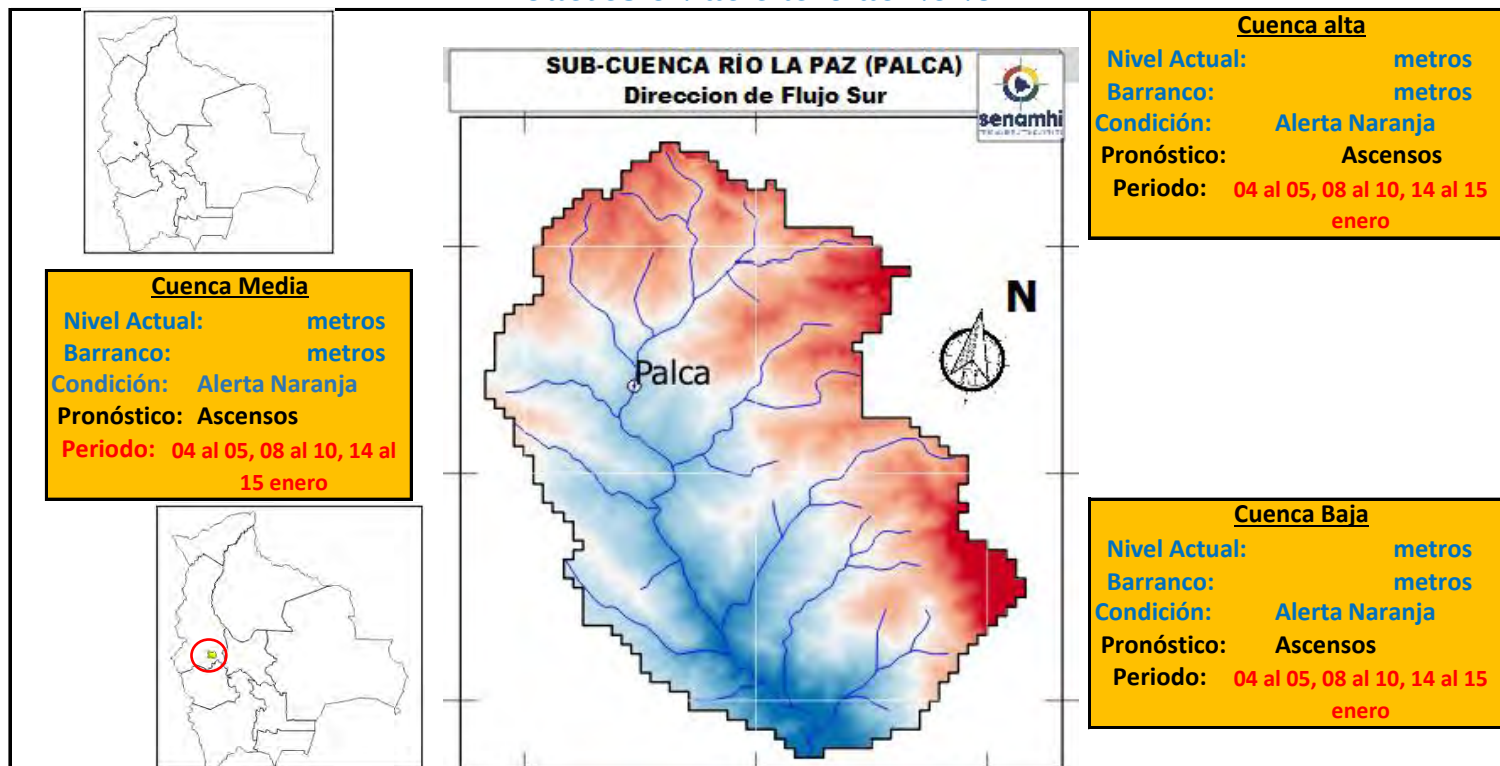 Cuenca alta
Nivel Actual: metros
Barranco: metros
Condición: Alerta Naranja
Pronóstico: Ascensos
Periodo: 04 al 05, 08 al 10, 14 al 15
enero
SUB-CUENCA RÍO LA PAZ (PALCA)
Direccion de Flujo Sur
senamhi
N
Palca
Cuenca Media
Nivel Actual: metros
Barranco: metros
Condición: Alerta Naranja
Pronóstico: Ascensos
Periodo: 04 al 05, 08 al 10, 14 al
15 enero
Cuenca Baja
Nivel Actual: metros
Barranco: metros
Condición: Alerta Naranja
Pronóstico: Ascensos
Periodo: 04 al 05, 08 al 10, 14 al 15
enero